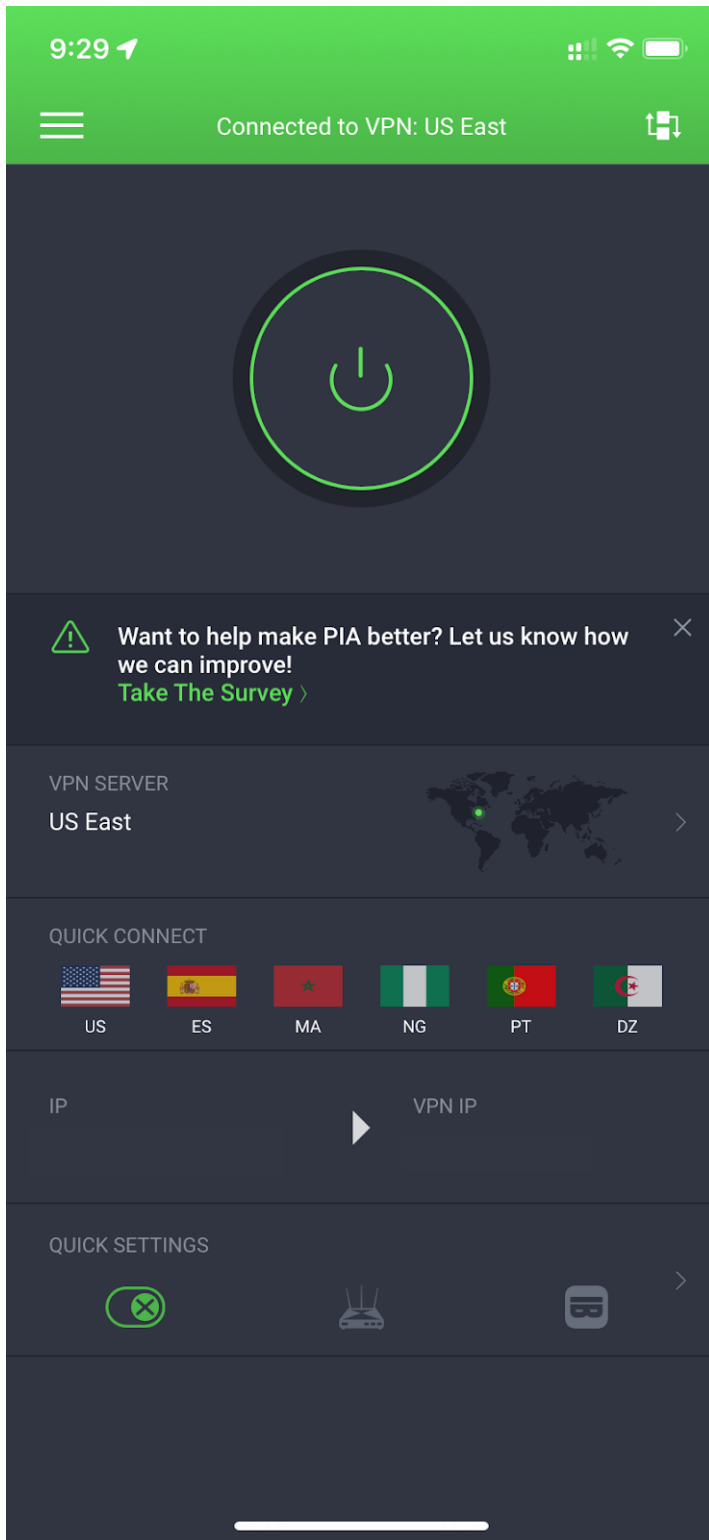 9:29
Connected to VPN: US East
Want to help make PIA better? Let us know how
we can improve!
Take The Survey
VPN SERVER
US East
QUICK CONNECT
US ES MA NG PT DZ
IP VPN IP
QUICK SETTINGS